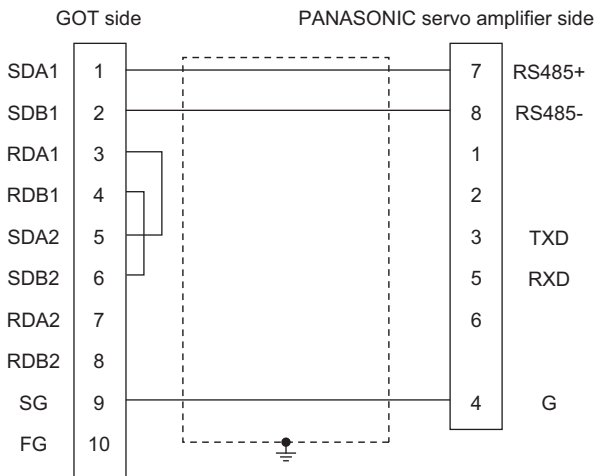 GOT side PANASONIC servo amplifier side
SDA1 1 7 RS485+
SDB1 2 8 RS485-
RDA1 3 1
RDB1 4 2
SDA2 5 3 TXD
SDB2 6 5 RXD
RDA2 7 6
RDB2 8
SG 9 4 G
FG 10